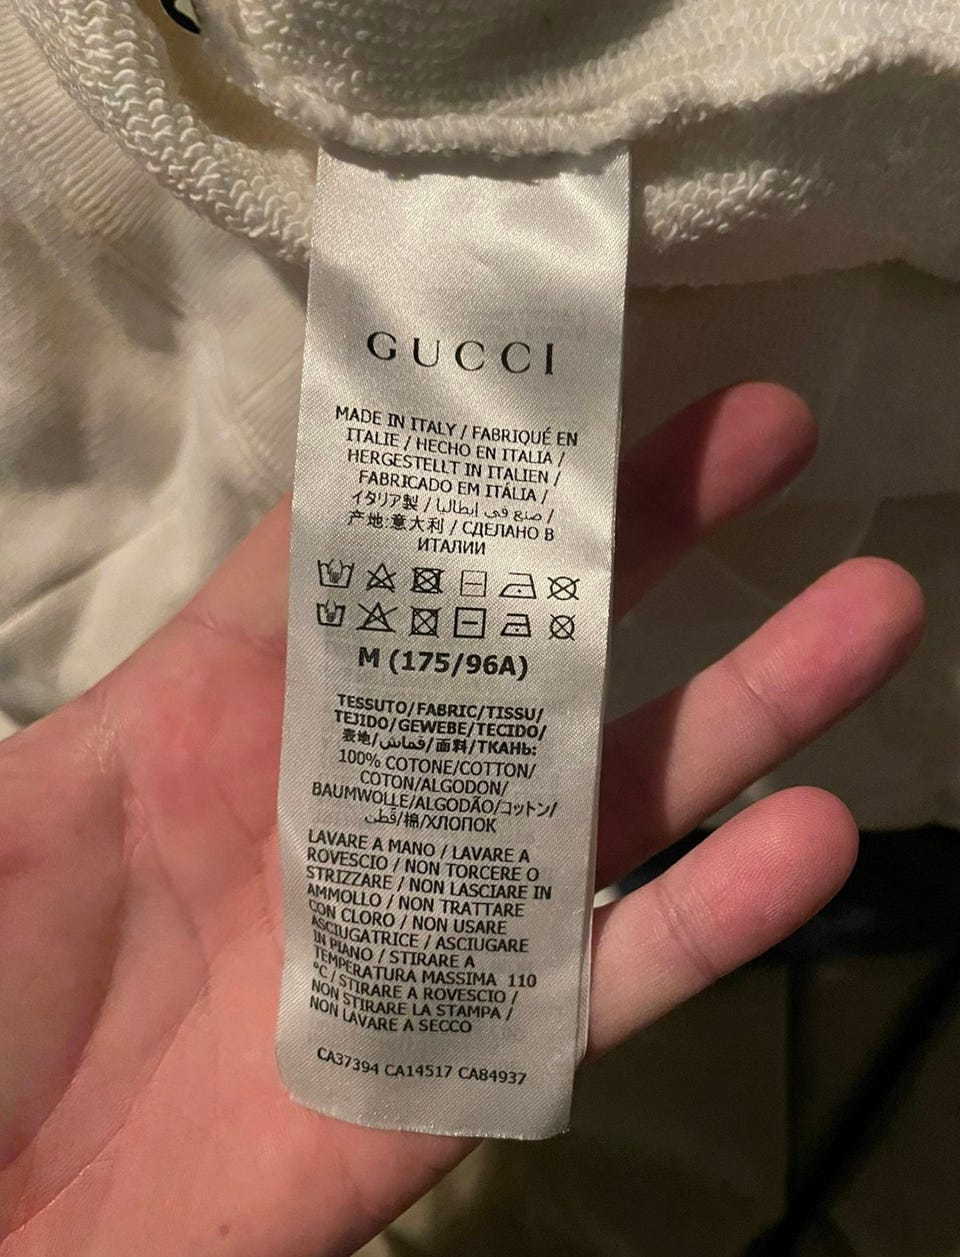 GUCCI
MADE IN ITALY / FABRIQUÉ EN
ITALIE / HECHO EN ITALIA /
HERGESTELLT IN ITALIEN /
FABRICADO EM ITÁLIA /
イタリア製 / صنع في إيطاليا /
产地:意大利 / СДЕЛАНО В
ИТАЛИИ
M (175/96A)
TESSUTO/FABRIC/TISSU/
TEJIDO/GEWEBE/TECIDO/
表地/قماش/面料/ТКАНЬ:
100% COTONE/COTTON/
COTON/ALGODON/
BAUMWOLLE/ALGODÃO/コットン/
قطن/棉/ХЛОПОК
LAVARE A MANO / LAVARE A
ROVESCIO / NON TORCERE O
STRIZZARE / NON LASCIARE IN
AMMOLLO / NON TRATTARE
CON CLORO / NON USARE
ASCIUGATRICE / ASCIUGARE
IN PIANO / STIRARE A
TEMPERATURA MASSIMA 110
°C / STIRARE A ROVESCIO /
NON STIRARE LA STAMPA /
NON LAVARE A SECCO
CA37394 CA14517 CA84937